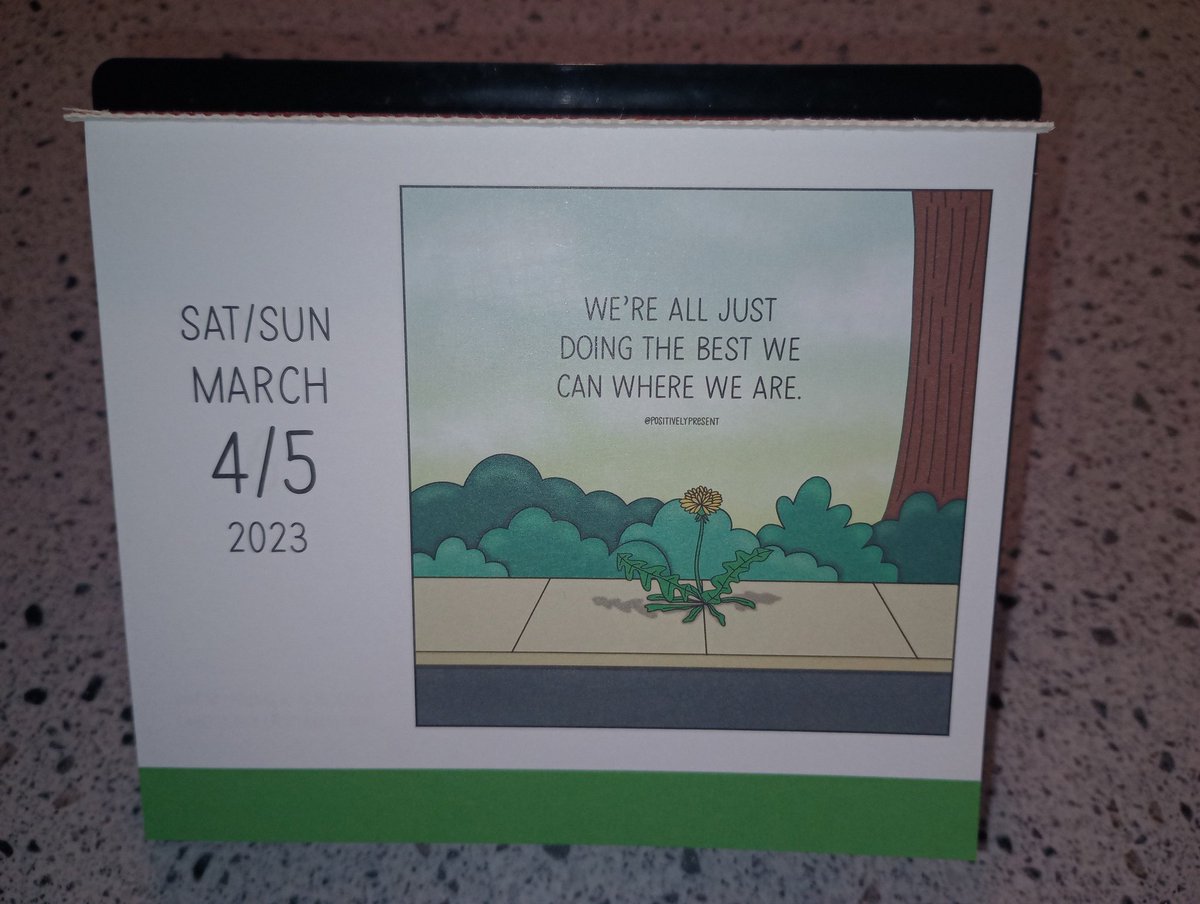 SAT/SUN
MARCH
4/5
2023
WE'RE ALL JUST
DOING THE BEST WE
CAN WHERE WE ARE.
@POSITIVELYPRESENT